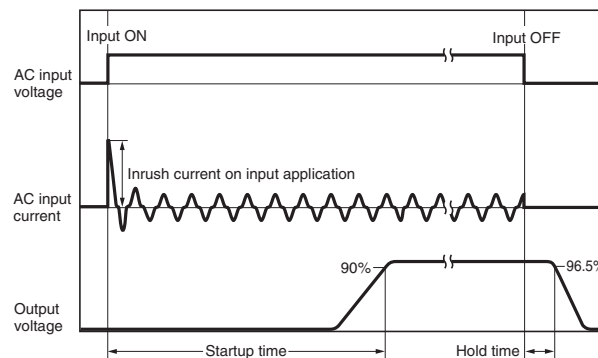 Input ON
Input OFF
AC input
voltage
Inrush current on input application
AC input
current
90%
96.5%
Output
voltage
Startup time
Hold time